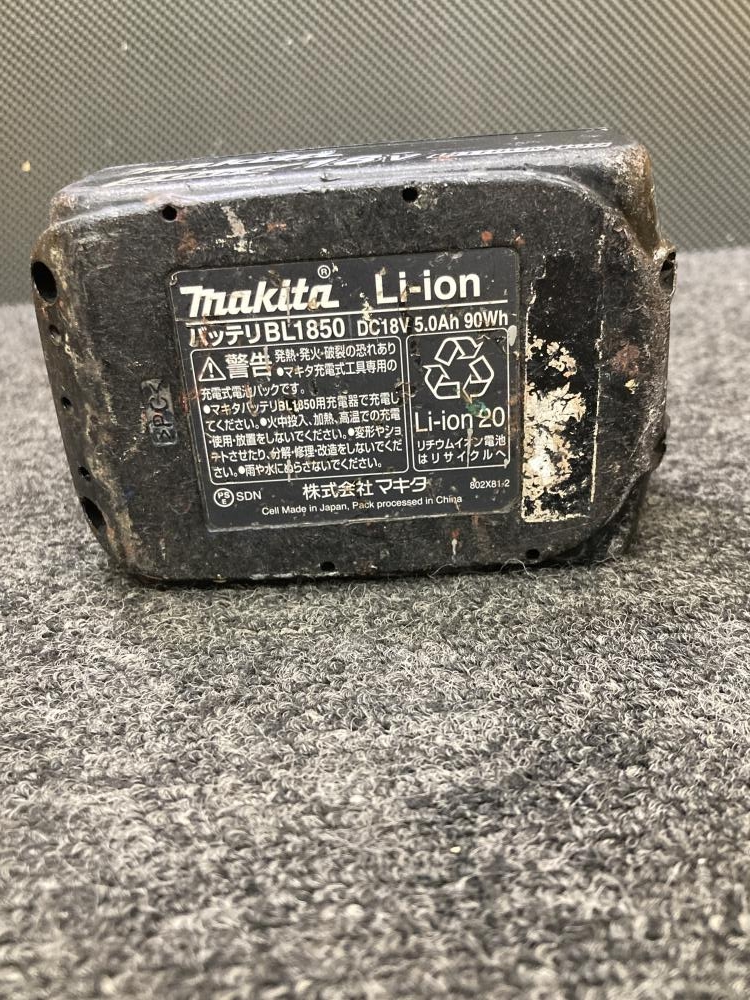 18V
makita® Li-ion
バッテリBL1850 DC18V 5.0Ah 90Wh
警告 発熱・発火・破裂の恐れあり
•マキタ充電式工具専用の
充電式電池パックです。
•マキタバッテリBL1850用充電器で充電し
てください。•火中投入、加熱、高温での充電
・使用・放置をしないでください。•変形やショ
ートさせたり、分解・修理・改造をしないでくだ
さい。•雨や水にぬらさないでください。
Li-ion 20
リチウムイオン電池
はリサイクルへ
PS SDN 株式会社マキタ 802X81-2
Cell Made in Japan, Pack processed in China
>PC<